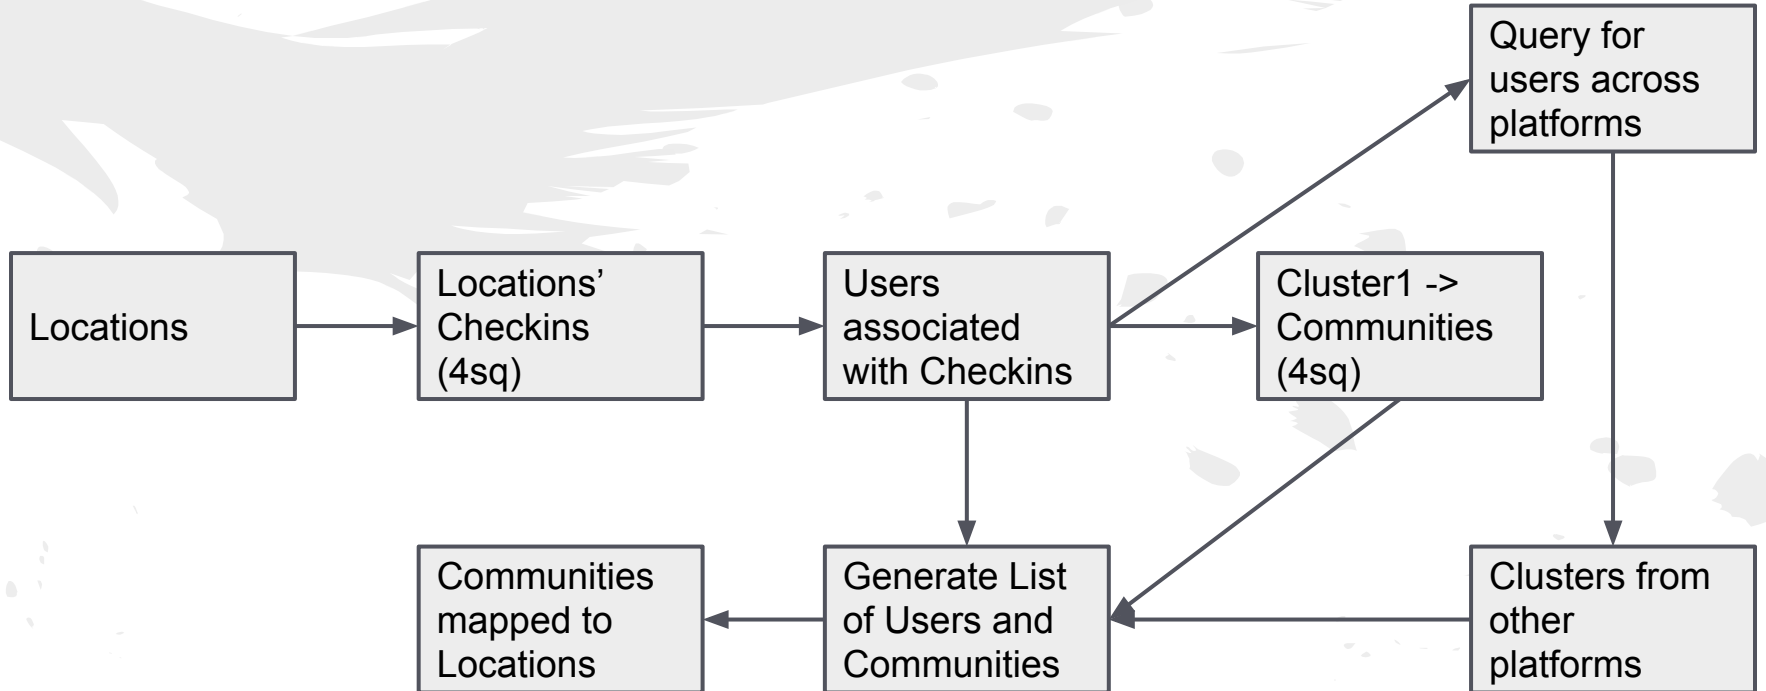 Query for
users across
platforms
Locations
Locations’
Checkins
(4sq)
Users
associated
with Checkins
Cluster1 ->
Communities
(4sq)
Communities
mapped to
Locations
Generate List
of Users and
Communities
Clusters from
other
platforms